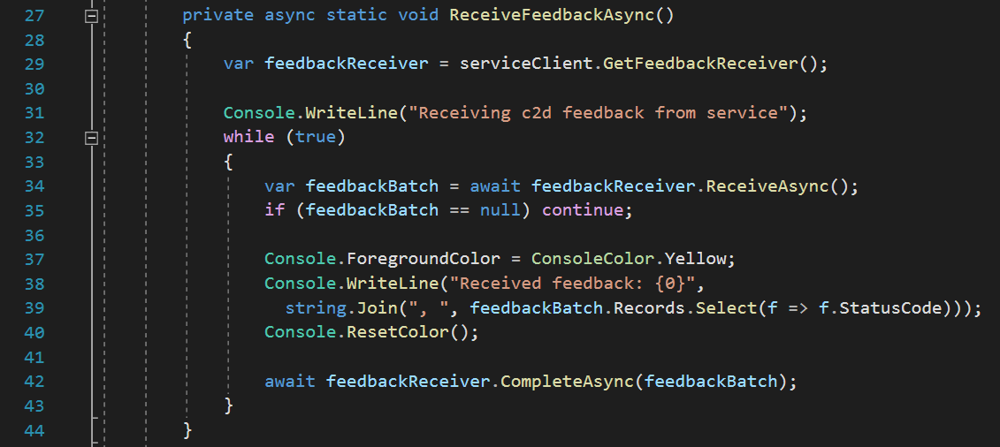 27 private async static void ReceiveFeedbackAsync()
28 {
29 var feedbackReceiver = serviceClient.GetFeedbackReceiver();
30
31 Console.WriteLine("Receiving c2d feedback from service");
32 while (true)
33 {
34 var feedbackBatch = await feedbackReceiver.ReceiveAsync();
35 if (feedbackBatch == null) continue;
36
37 Console.ForegroundColor = ConsoleColor.Yellow;
38 Console.WriteLine("Received feedback: {0}",
39 string.Join(", ", feedbackBatch.Records.Select(f => f.StatusCode)));
40 Console.ResetColor();
41
42 await feedbackReceiver.CompleteAsync(feedbackBatch);
43 }
44 }